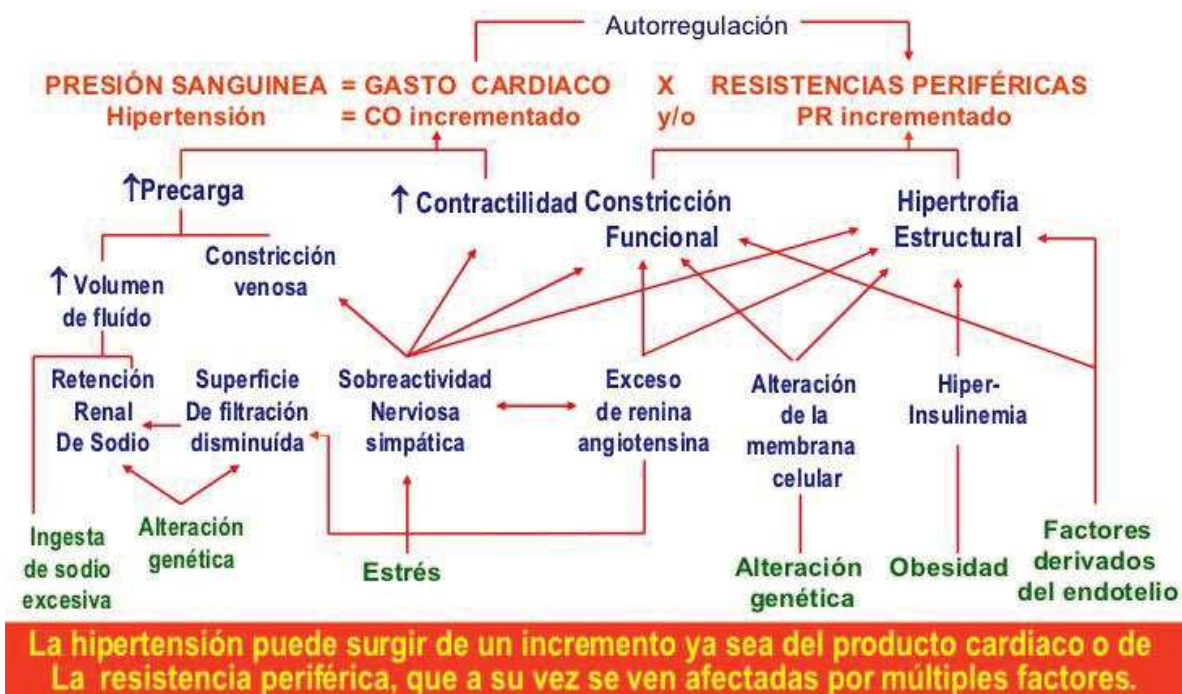 Autorregulación
PRESIÓN SANGUINEA = GASTO CARDIACO X RESISTENCIAS PERIFÉRICAS
Hipertensión = CO incrementado y/o PR incrementado
↑Precarga
↑ Contractilidad
Constricción
Funcional
Hipertrofia
Estructural
↑ Volumen
de fluído
Constricción
venosa
Retención
Renal
De Sodio
Superficie
De filtración
disminuída
Sobreactividad
Nerviosa
simpática
Exceso
de renina
angiotensina
Alteración
de la
membrana
celular
Hiper-
Insulinemia
Ingesta
de sodio
excesiva
Alteración
genética
Estrés
Alteración
genética
Obesidad
Factores
derivados
del endotelio
La hipertensión puede surgir de un incremento ya sea del producto cardiaco o de
La resistencia periférica, que a su vez se ven afectadas por múltiples factores.